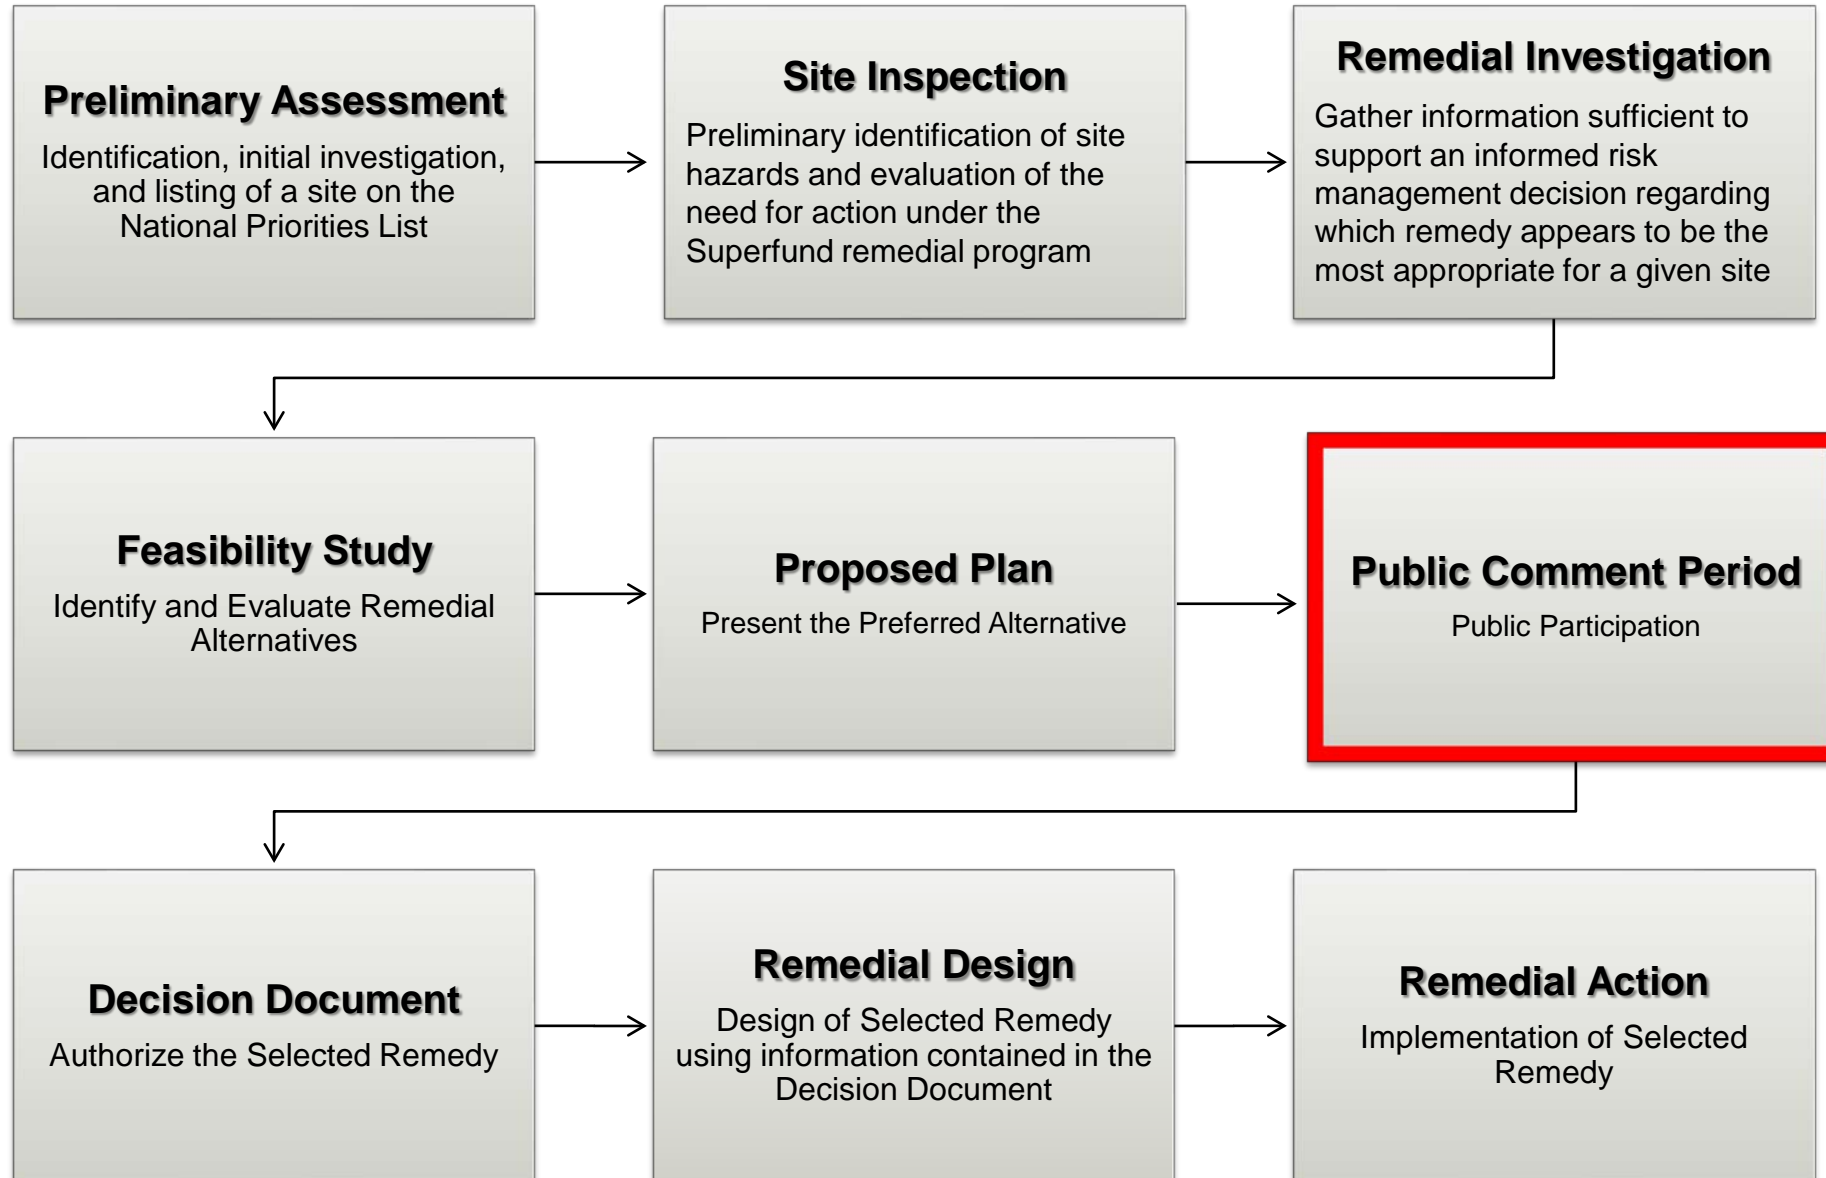 Preliminary Assessment
Identification, initial investigation,
and listing of a site on the
National Priorities List
Site Inspection
Preliminary identification of site
hazards and evaluation of the
need for action under the
Superfund remedial program
Remedial Investigation
Gather information sufficient to
support an informed risk
management decision regarding
which remedy appears to be the
most appropriate for a given site
Feasibility Study
Identify and Evaluate Remedial
Alternatives
Proposed Plan
Present the Preferred Alternative
Public Comment Period
Public Participation
Decision Document
Authorize the Selected Remedy
Remedial Design
Design of Selected Remedy
using information contained in the
Decision Document
Remedial Action
Implementation of Selected
Remedy